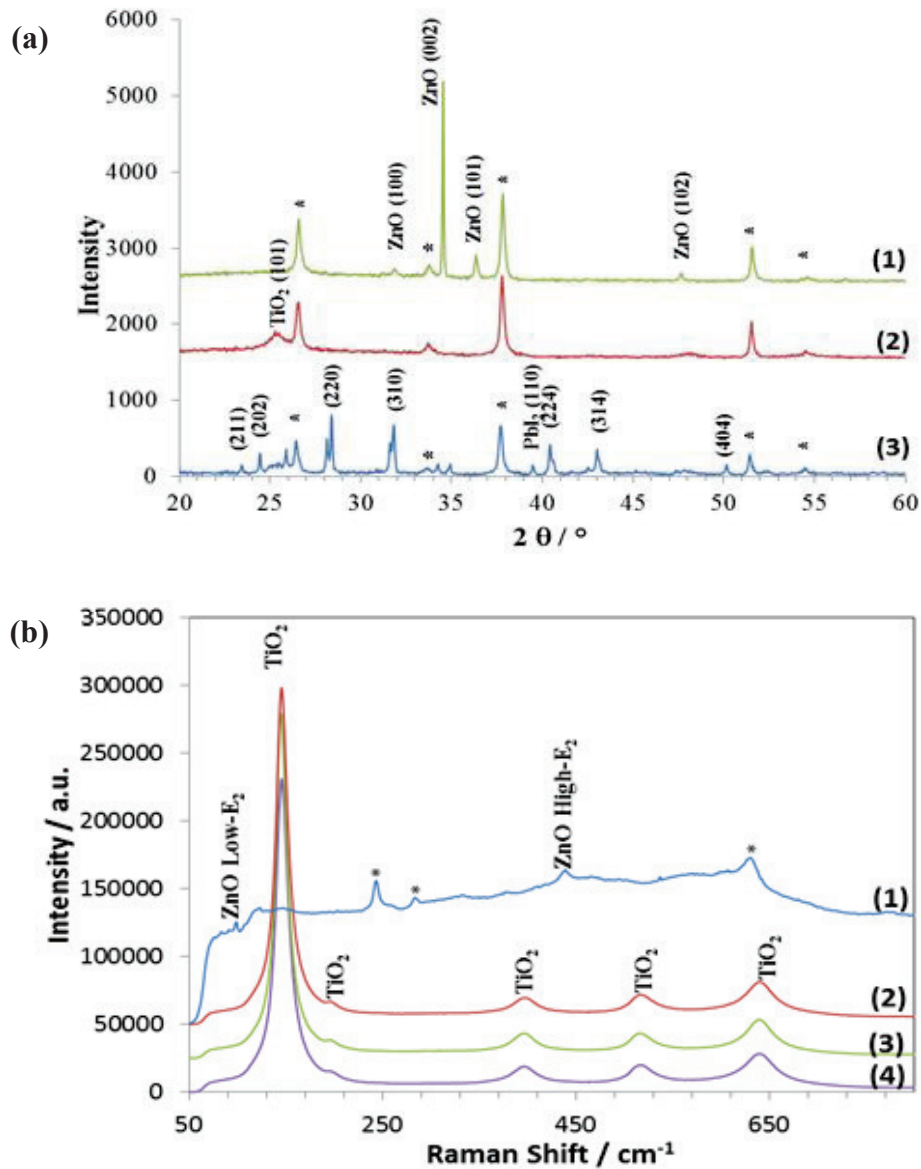 (a)
6000
5000
4000
3000
2000
1000
0
Intensity
TiO₂ (101)
*
ZnO (100)
*
ZnO (002)
ZnO (101)
*
ZnO (102)
*
*
(1)
(2)
(211)
(202)
*
(220)
(310)
*
*
PbI₂ (110)
(224)
(314)
(404)
*
*
(3)
20 25 30 35 40 45 50 55 60
2 θ / °
(b)
350000
300000
250000
200000
150000
100000
50000
0
Intensity / a.u.
TiO₂
ZnO Low-E₂
*
*
ZnO High-E₂
*
(1)
TiO₂
TiO₂
TiO₂
TiO₂
(2)
(3)
(4)
50 250 450 650
Raman Shift / cm⁻¹